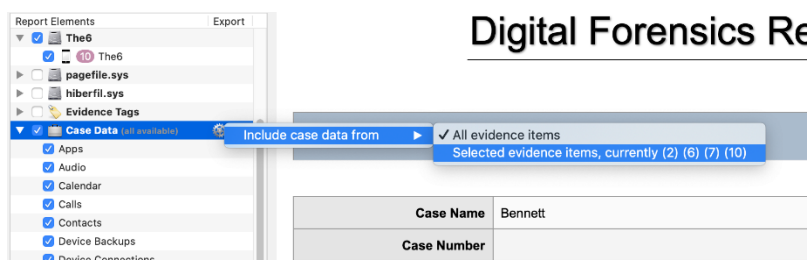 Report Elements Export
Digital Forensics Re
The6
10 The6
pagefile.sys
hiberfil.sys
Evidence Tags
Case Data (all available)
Include case data from
✓ All evidence items
Selected evidence items, currently (2) (6) (7) (10)
Apps
Audio
Calendar
Calls
Contacts
Device Backups
Device Connections
Case Name Bennett
Case Number